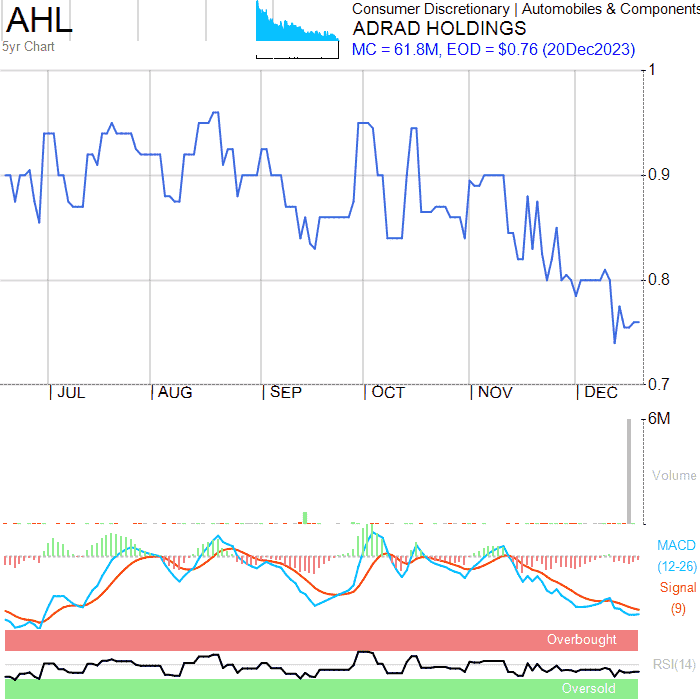 AHL
5yr Chart
Consumer Discretionary | Automobiles & Components
ADRAD HOLDINGS
MC = 61.8M, EOD = $0.76 (20Dec2023)
1
0.9
0.8
0.7
JUL AUG SEP OCT NOV DEC
6M
Volume
MACD
(12-26)
Signal
(9)
Overbought
RSI(14)
Oversold